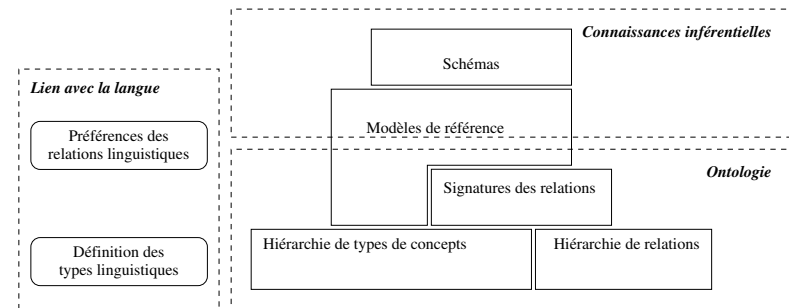 Connaissances inférentielles
Schémas
Lien avec la langue
Préférences des
relations linguistiques
Modèles de référence
Ontologie
Signatures des relations
Définition des
types linguistiques
Hiérarchie de types de concepts
Hiérarchie de relations